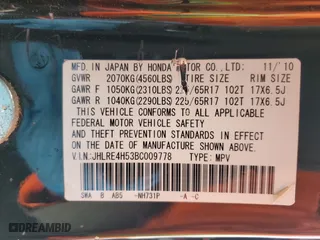 MFD. IN JAPAN BY HONDA MOTOR CO., LTD: 11/'10
GVWR 2070KG(4560LBS) TIRE SIZE RIM SIZE
GAWR F 1050KG(2310LBS) /65R17 102T 17X6.5J
GAWR R 1040KG(2290LBS) 225/65R17 102T 17X6.5J
THIS VEHICLE CONFORMS TO ALL APPLICABLE
FEDERAL MOTOR VEHICLE SAFETY
AND THEFT PREVENTION STANDARDS IN EFFECT
ON THE DATE OF MANUFACTURE SHOWN ABOVE.
V.I.N:JHLRE4H53BC009778 TYPE: MPV
SWA B AB5 -NH731P -A -C
DREAMBID